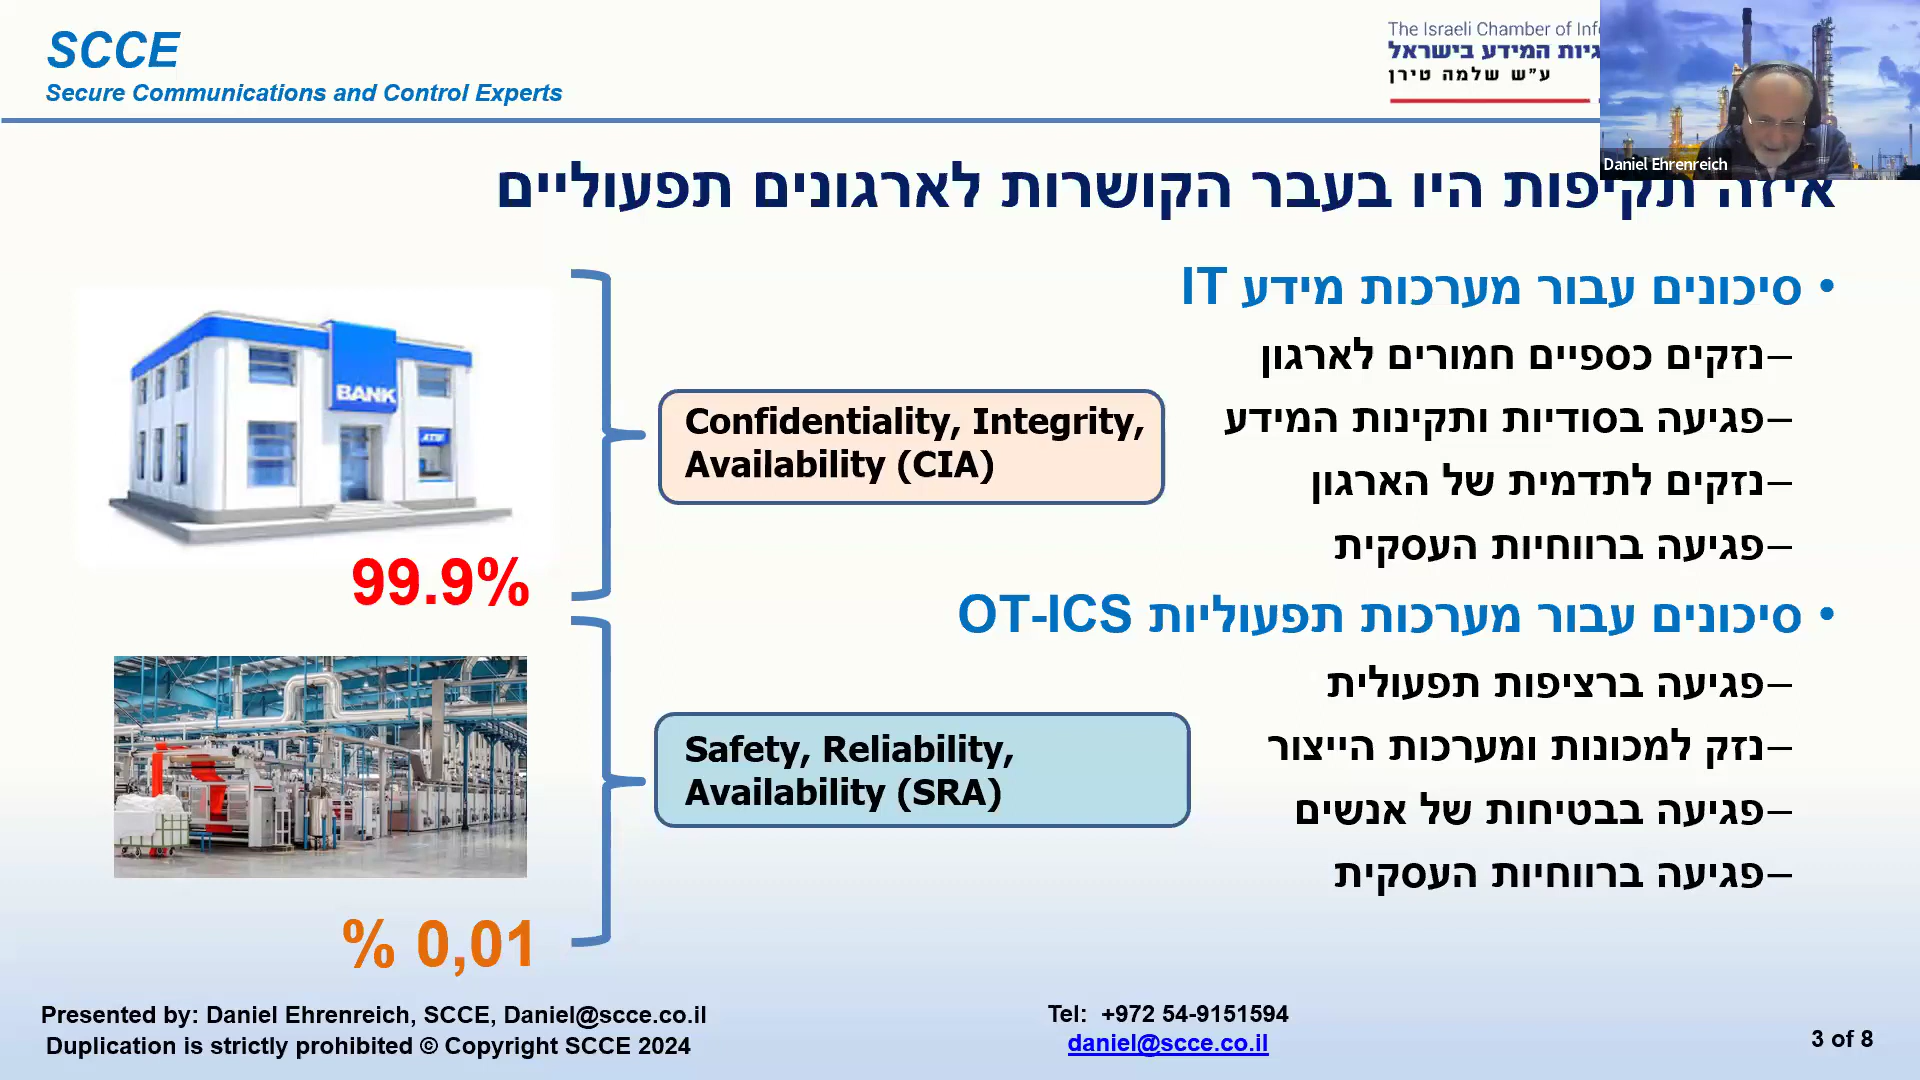 SCCE
Secure Communications and Control Experts
The Israeli Chamber of
המידע בישראל
ע"ש שלמה טירן
Daniel Ehrenreich
איזה תקיפות היו בעבר הקושרות לארגונים תפעוליים
• סיכונים עבור מערכות מידע IT
–נזקים כספיים חמורים לארגון
–פגיעה בסודיות ותקינות המידע
–נזקים לתדמית של הארגון
–פגיעה ברווחיות העסקית
Confidentiality, Integrity,
Availability (CIA)
BANK
ATM
99.9%
• סיכונים עבור מערכות תפעוליות OT-ICS
–פגיעה ברציפות תפעולית
–נזק למכונות ומערכות הייצור
–פגיעה בבטיחות של אנשים
–פגיעה ברווחיות העסקית
Safety, Reliability,
Availability (SRA)
% 0,01
Presented by: Daniel Ehrenreich, SCCE, Daniel@scce.co.il
Duplication is strictly prohibited © Copyright SCCE 2024
Tel: +972 54-9151594
daniel@scce.co.il
3 of 8